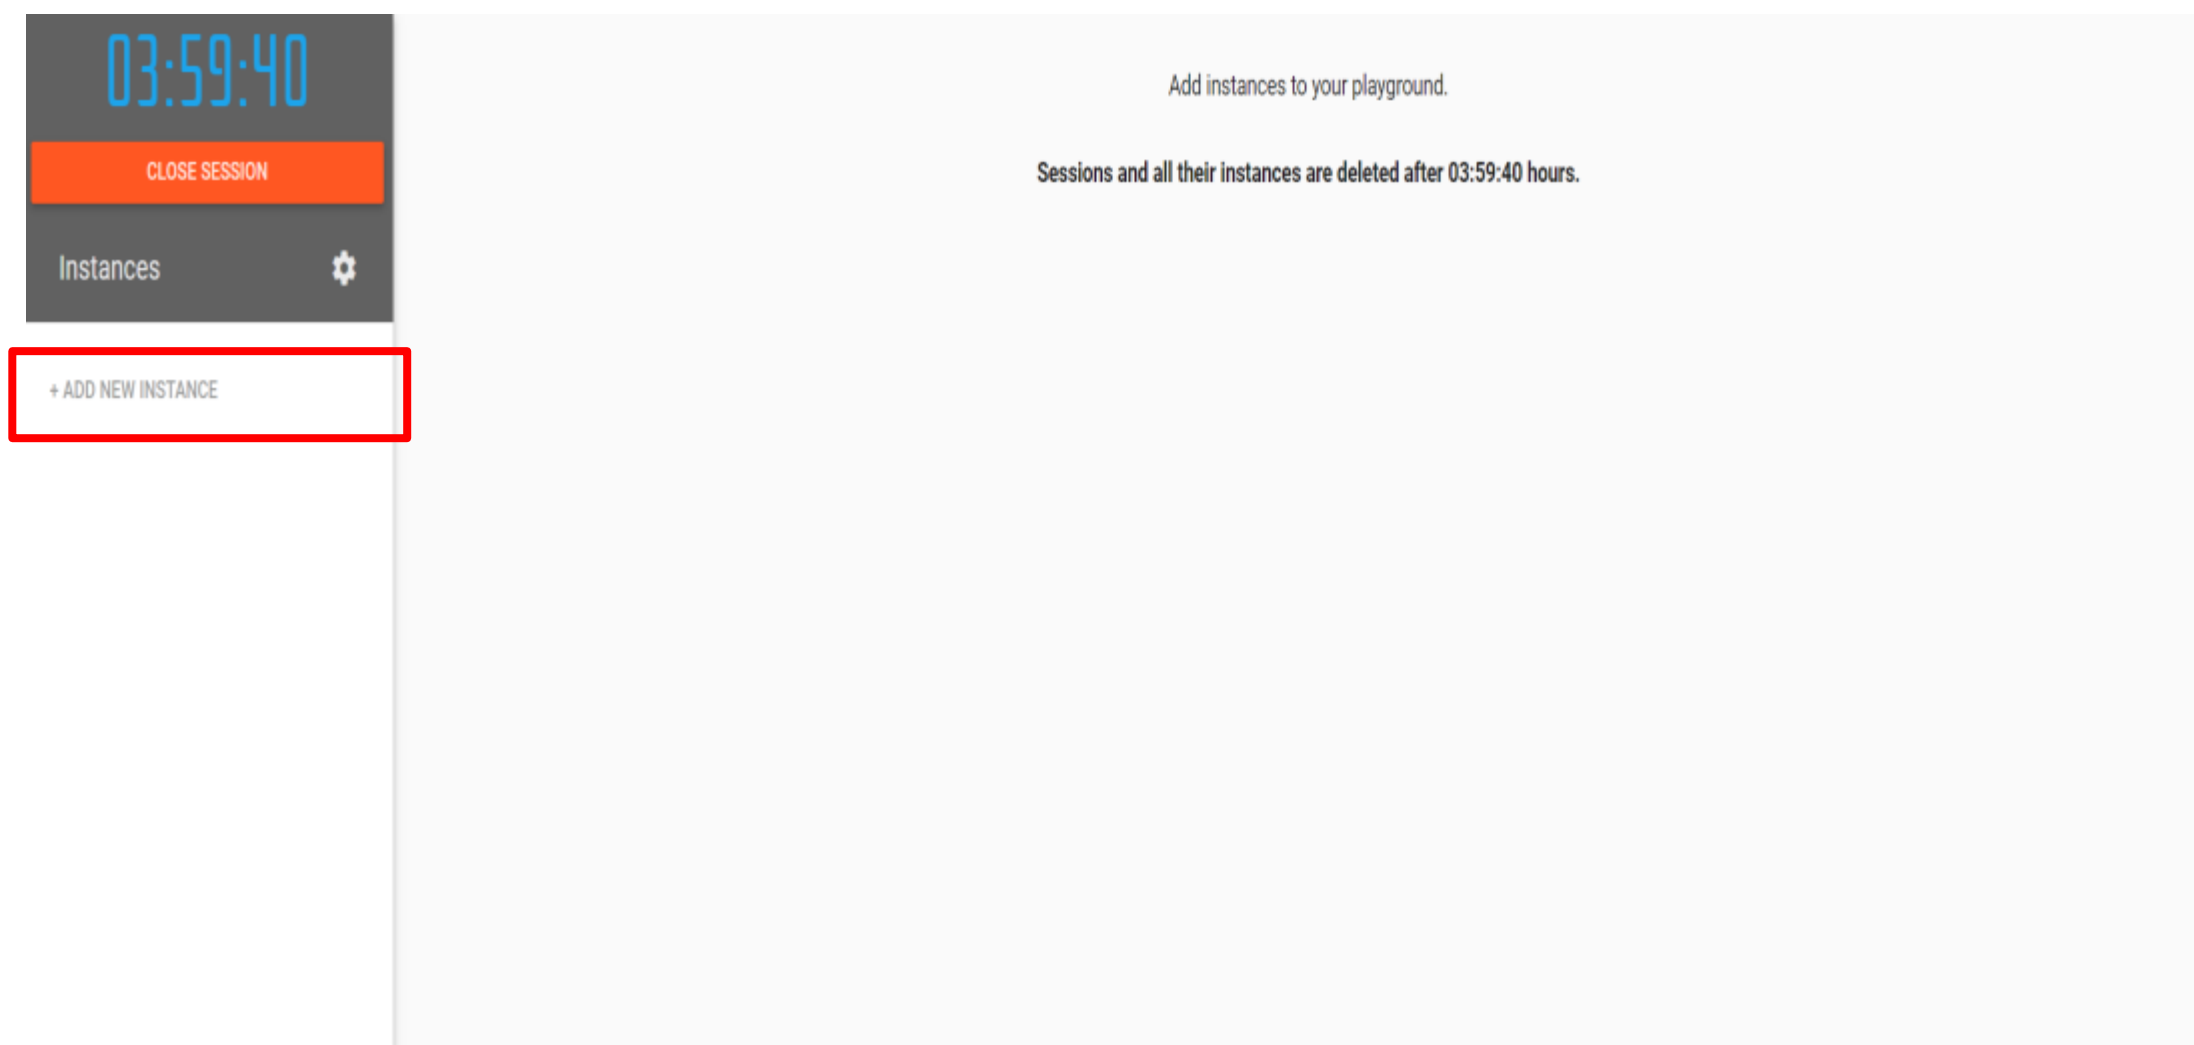 03:59:40
CLOSE SESSION
Instances
+ ADD NEW INSTANCE
Add instances to your playground.
Sessions and all their instances are deleted after 03:59:40 hours.